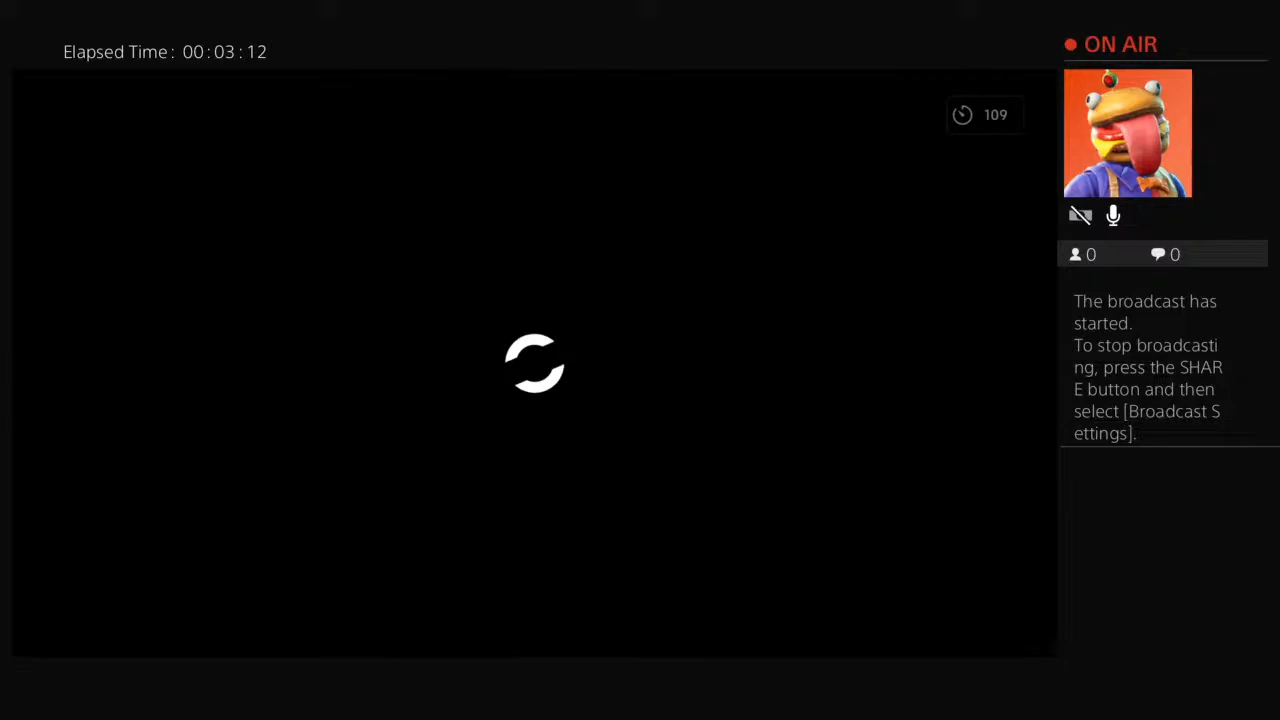 Elapsed Time: 00:03:12
ON AIR
109
0 0
The broadcast has
started.
To stop broadcasti
ng, press the SHAR
E button and then
select [Broadcast S
ettings].